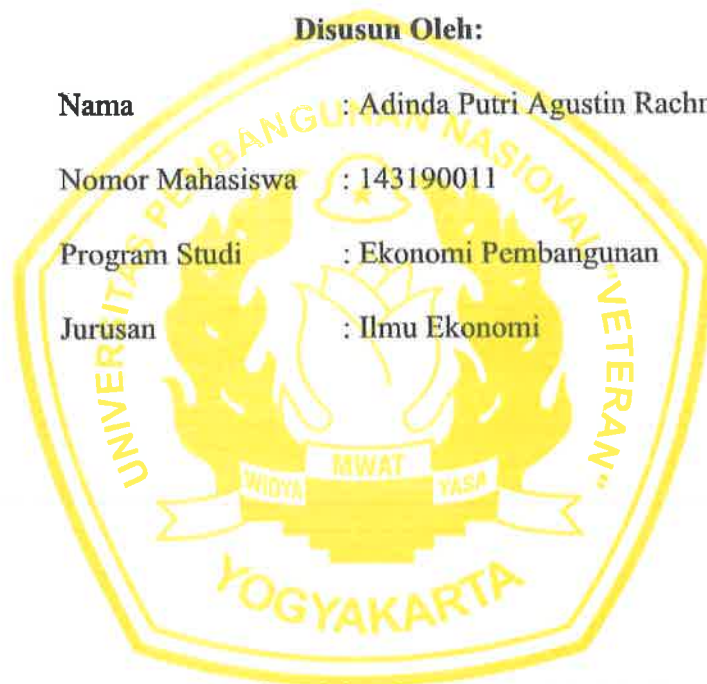 Disusun Oleh:
Nama : Adinda Putri Agustin
Nomor Mahasiswa : 143190011
Program Studi : Ekonomi Pembangunan
Jurusan : Ilmu Ekonomi
UNIVERSITAS PEMBANGUNAN NASIONAL "VETERAN"
WIDYA MWAT YASA
YOGYAKARTA